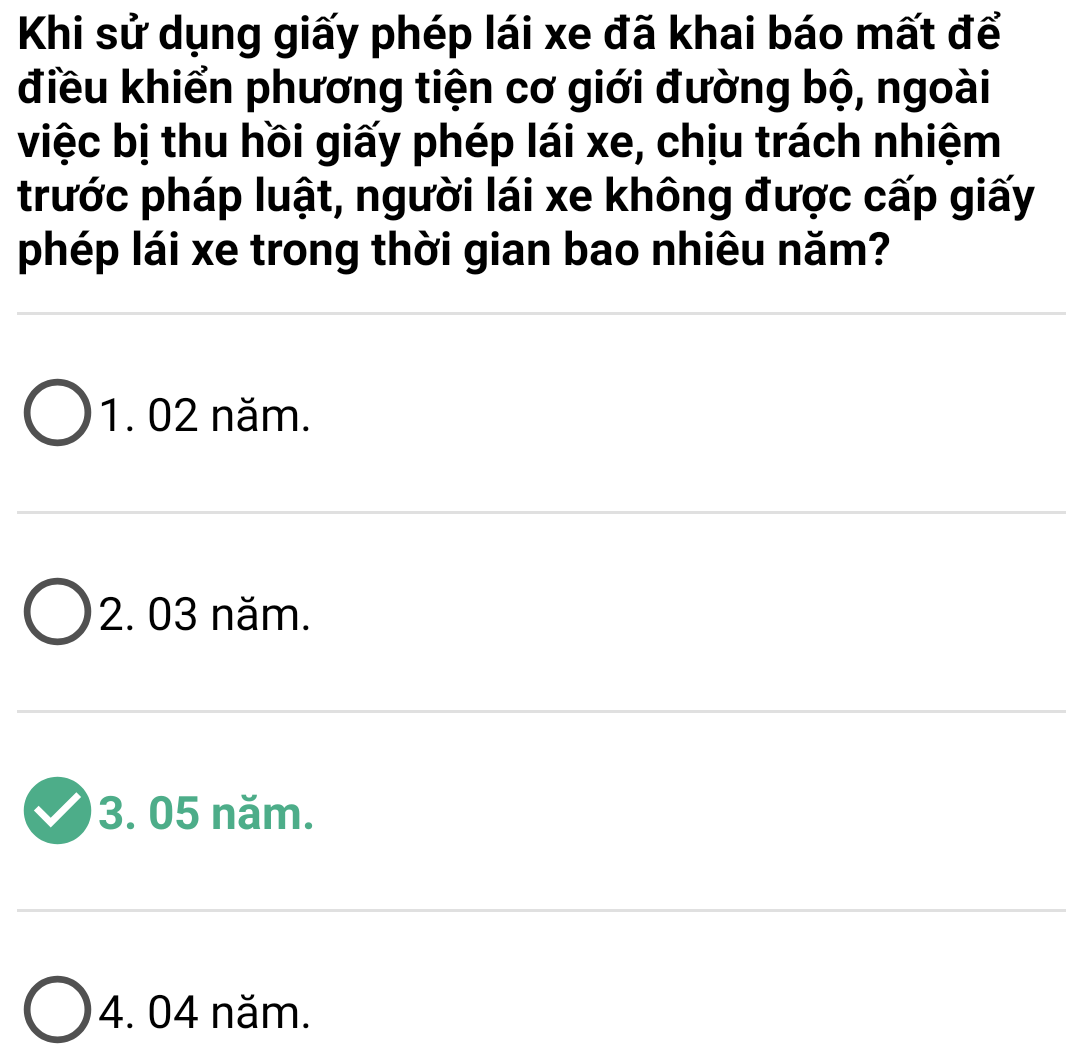 Khi sử dụng giấy phép lái xe đã khai báo mất để
điều khiển phương tiện cơ giới đường bộ, ngoài
việc bị thu hồi giấy phép lái xe, chịu trách nhiệm
trước pháp luật, người lái xe không được cấp giấy
phép lái xe trong thời gian bao nhiêu năm?
1. 02 năm.
2. 03 năm.
3. 05 năm.
4. 04 năm.